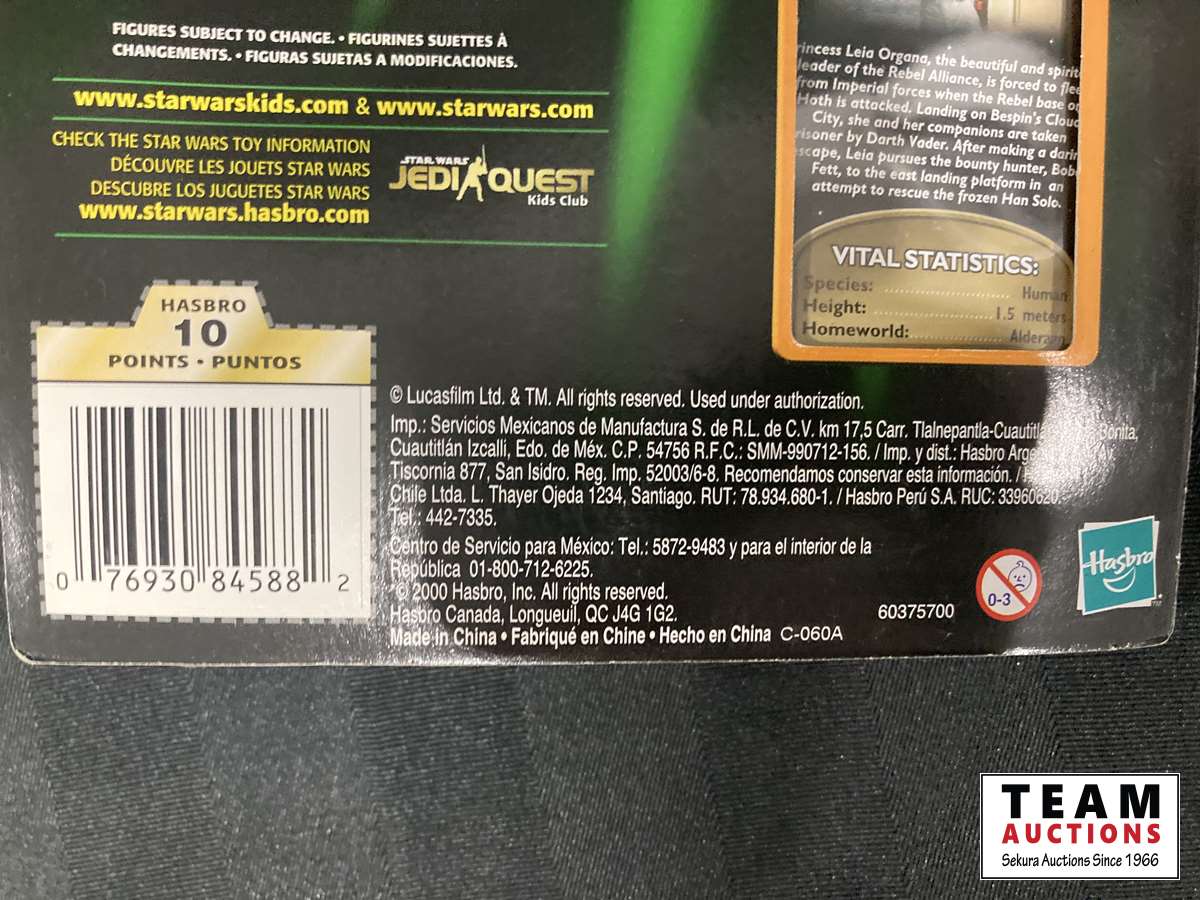 FIGURES SUBJECT TO CHANGE. • FIGURINES SUJETTES À
CHANGEMENTS. • FIGURAS SUJETAS A MODIFICACIONES.
www.starwarskids.com & www.starwars.com
CHECK THE STAR WARS TOY INFORMATION
DÉCOUVRE LES JOUETS STAR WARS
DESCUBRE LOS JUGUETES STAR WARS
www.starwars.hasbro.com
STAR WARS
JEDI QUEST
Kids Club
rincess Leia Organa, the beautiful and spirit
leader of the Rebel Alliance, is forced to flee
from Imperial forces when the Rebel base o
Hoth is attacked. Landing on Bespin's Cloud
City, she and her companions are taken
risoner by Darth Vader. After making a darin
scape, Leia pursues the bounty hunter, Bob
Fett, to the east landing platform in an
attempt to rescue the frozen Han Solo.
VITAL STATISTICS:
Species: Human
Height: 1.5 meters
Homeworld: Aldera
HASBRO
10
POINTS • PUNTOS
0 76930 84588 2
© Lucasfilm Ltd. & TM. All rights reserved. Used under authorization.
Imp.: Servicios Mexicanos de Manufactura S. de R.L. de C.V. km 17,5 Carr. Tlalnepantla-Cuautitl Bonita,
Cuautitlán Izcalli, Edo. de Méx. C.P. 54756 R.F.C.: SMM-990712-156. / Imp. y dist.: Hasbro Arge Av.
Tiscornia 877, San Isidro. Reg. Imp. 52003/6-8. Recomendamos conservar esta información. /
Chile Ltda. L. Thayer Ojeda 1234, Santiago. RUT: 78.934.680-1. / Hasbro Perú S.A. RUC: 33960620,
Tel.: 442-7335.
Centro de Servicio para México: Tel.: 5872-9483 y para el interior de la
República 01-800-712-6225.
© 2000 Hasbro, Inc. All rights reserved.
Hasbro Canada, Longueuil, QC J4G 1G2.
Made in China • Fabriqué en Chine • Hecho en China C-060A
60375700
0-3
Hasbro
TM
TEAM
AUCTIONS
Sekura Auctions Since 1966